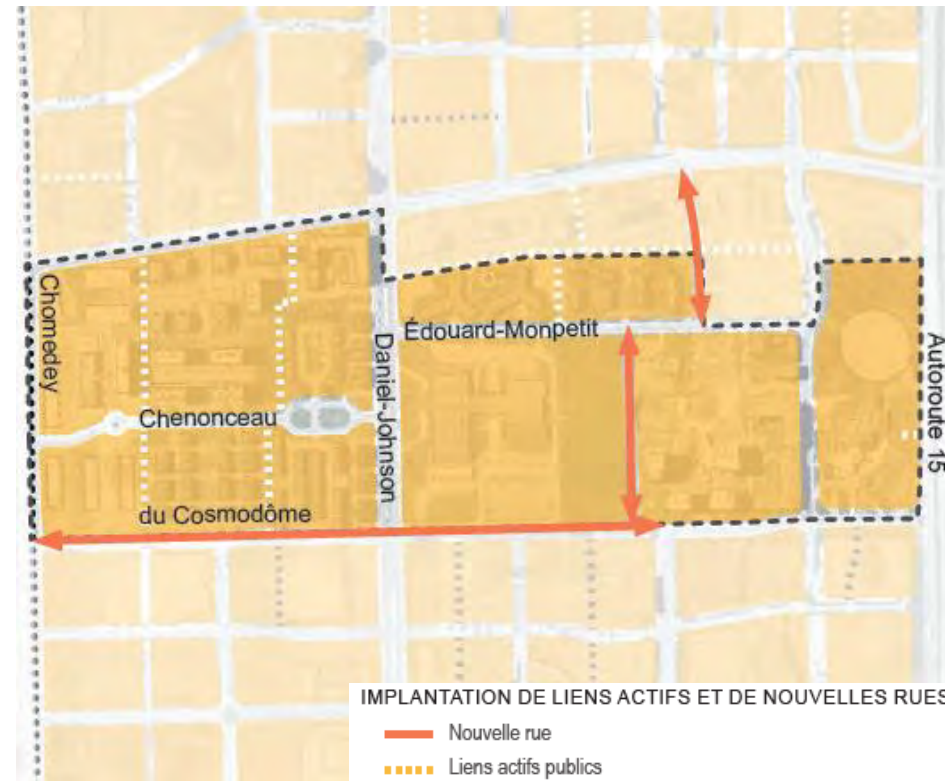 Chomedey
Édouard-Monpetit
Daniel-Johnson
Autoroute 15
Chenonceau
du Cosmodôme
IMPLANTATION DE LIENS ACTIFS ET DE NOUVELLES RUES
Nouvelle rue
Liens actifs publics